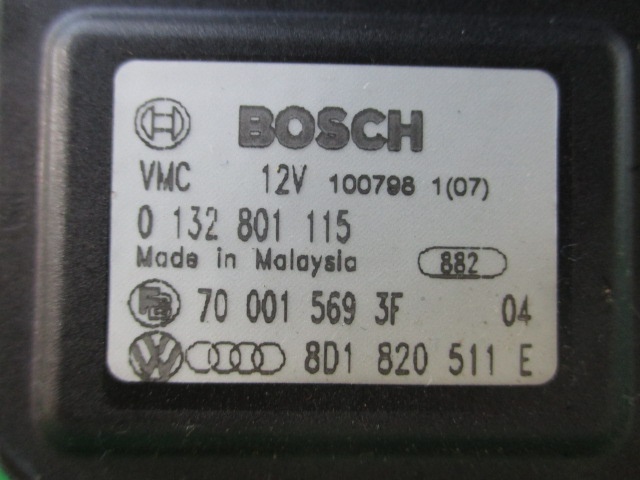 BOSCH
VMC 12V 100798 1(07)
0 132 801 115
Made in Malaysia 882
70 001 569 3F 04
VW 8D1 820 511 E